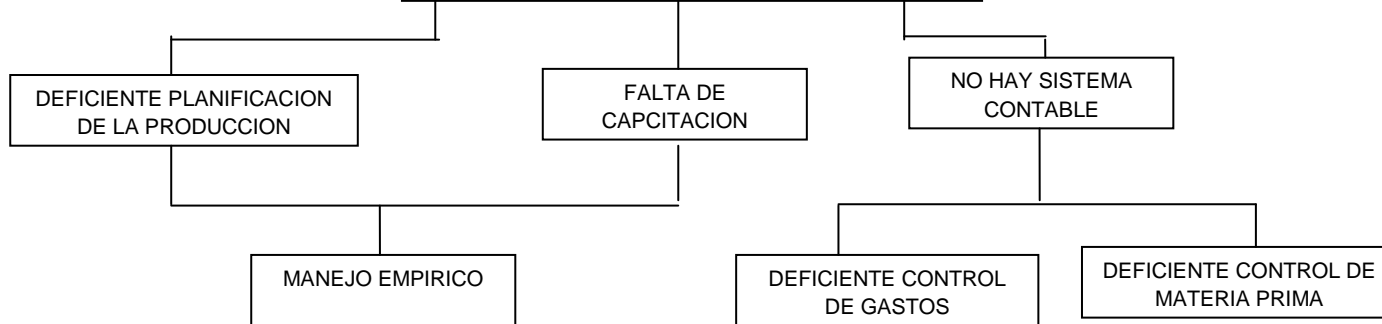 DEFICIENTE PLANIFICACION
DE LA PRODUCCION
FALTA DE
CAPCITACION
NO HAY SISTEMA
CONTABLE
MANEJO EMPIRICO
DEFICIENTE CONTROL
DE GASTOS
DEFICIENTE CONTROL DE
MATERIA PRIMA